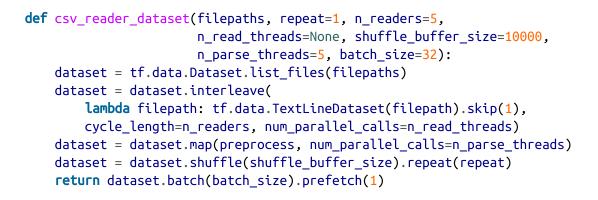 def csv_reader_dataset(filepaths, repeat=1, n_readers=5,
                       n_read_threads=None, shuffle_buffer_size=10000,
                       n_parse_threads=5, batch_size=32):
    dataset = tf.data.Dataset.list_files(filepaths)
    dataset = dataset.interleave(
        lambda filepath: tf.data.TextLineDataset(filepath).skip(1),
        cycle_length=n_readers, num_parallel_calls=n_read_threads)
    dataset = dataset.map(preprocess, num_parallel_calls=n_parse_threads)
    dataset = dataset.shuffle(shuffle_buffer_size).repeat(repeat)
    return dataset.batch(batch_size).prefetch(1)